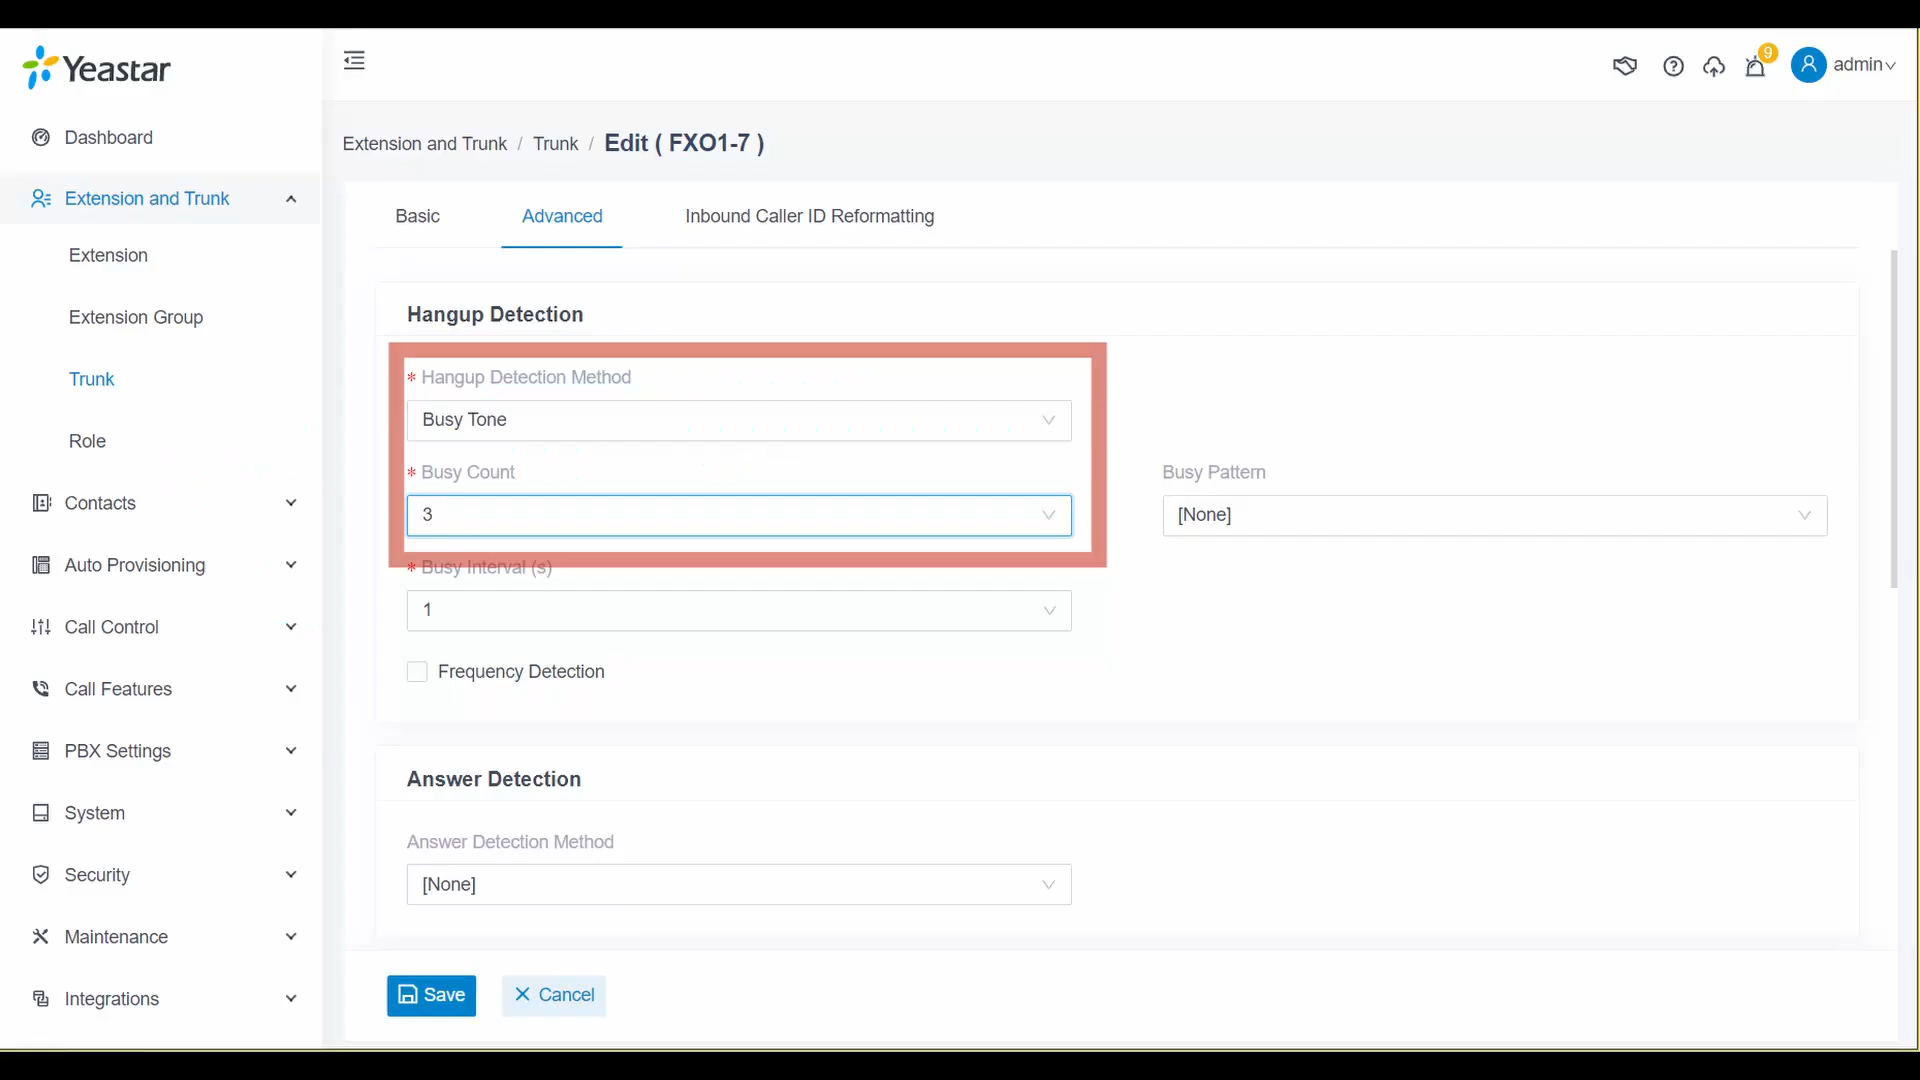 Yeastar
9
admin
Dashboard
Extension and Trunk
Extension
Extension Group
Trunk
Role
Contacts
Auto Provisioning
Call Control
Call Features
PBX Settings
System
Security
Maintenance
Integrations
Extension and Trunk / Trunk / Edit ( FXO1-7 )
Basic
Advanced
Inbound Caller ID Reformatting
Hangup Detection
* Hangup Detection Method
Busy Tone
* Busy Count
3
Busy Pattern
[None]
* Busy Interval (s)
1
Frequency Detection
Answer Detection
Answer Detection Method
[None]
Save
Cancel